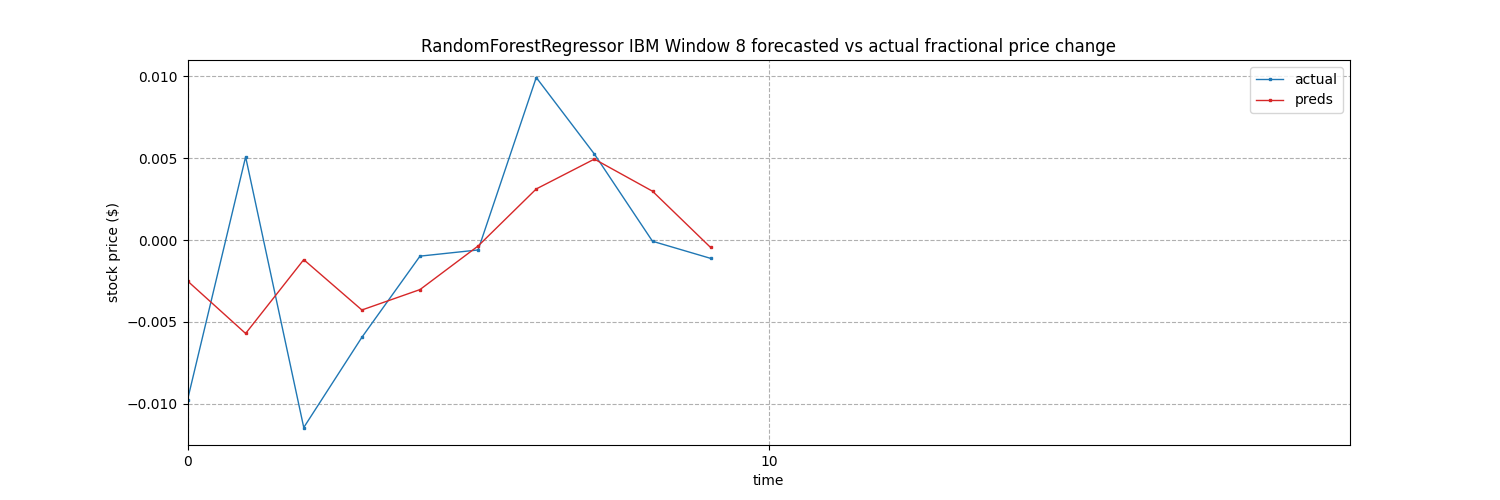 RandomForestRegressor IBM Window 8 forecasted vs actual fractional price change
actual
preds
0.010
0.005
0.000
−0.005
−0.010
stock price ($)
0
10
time